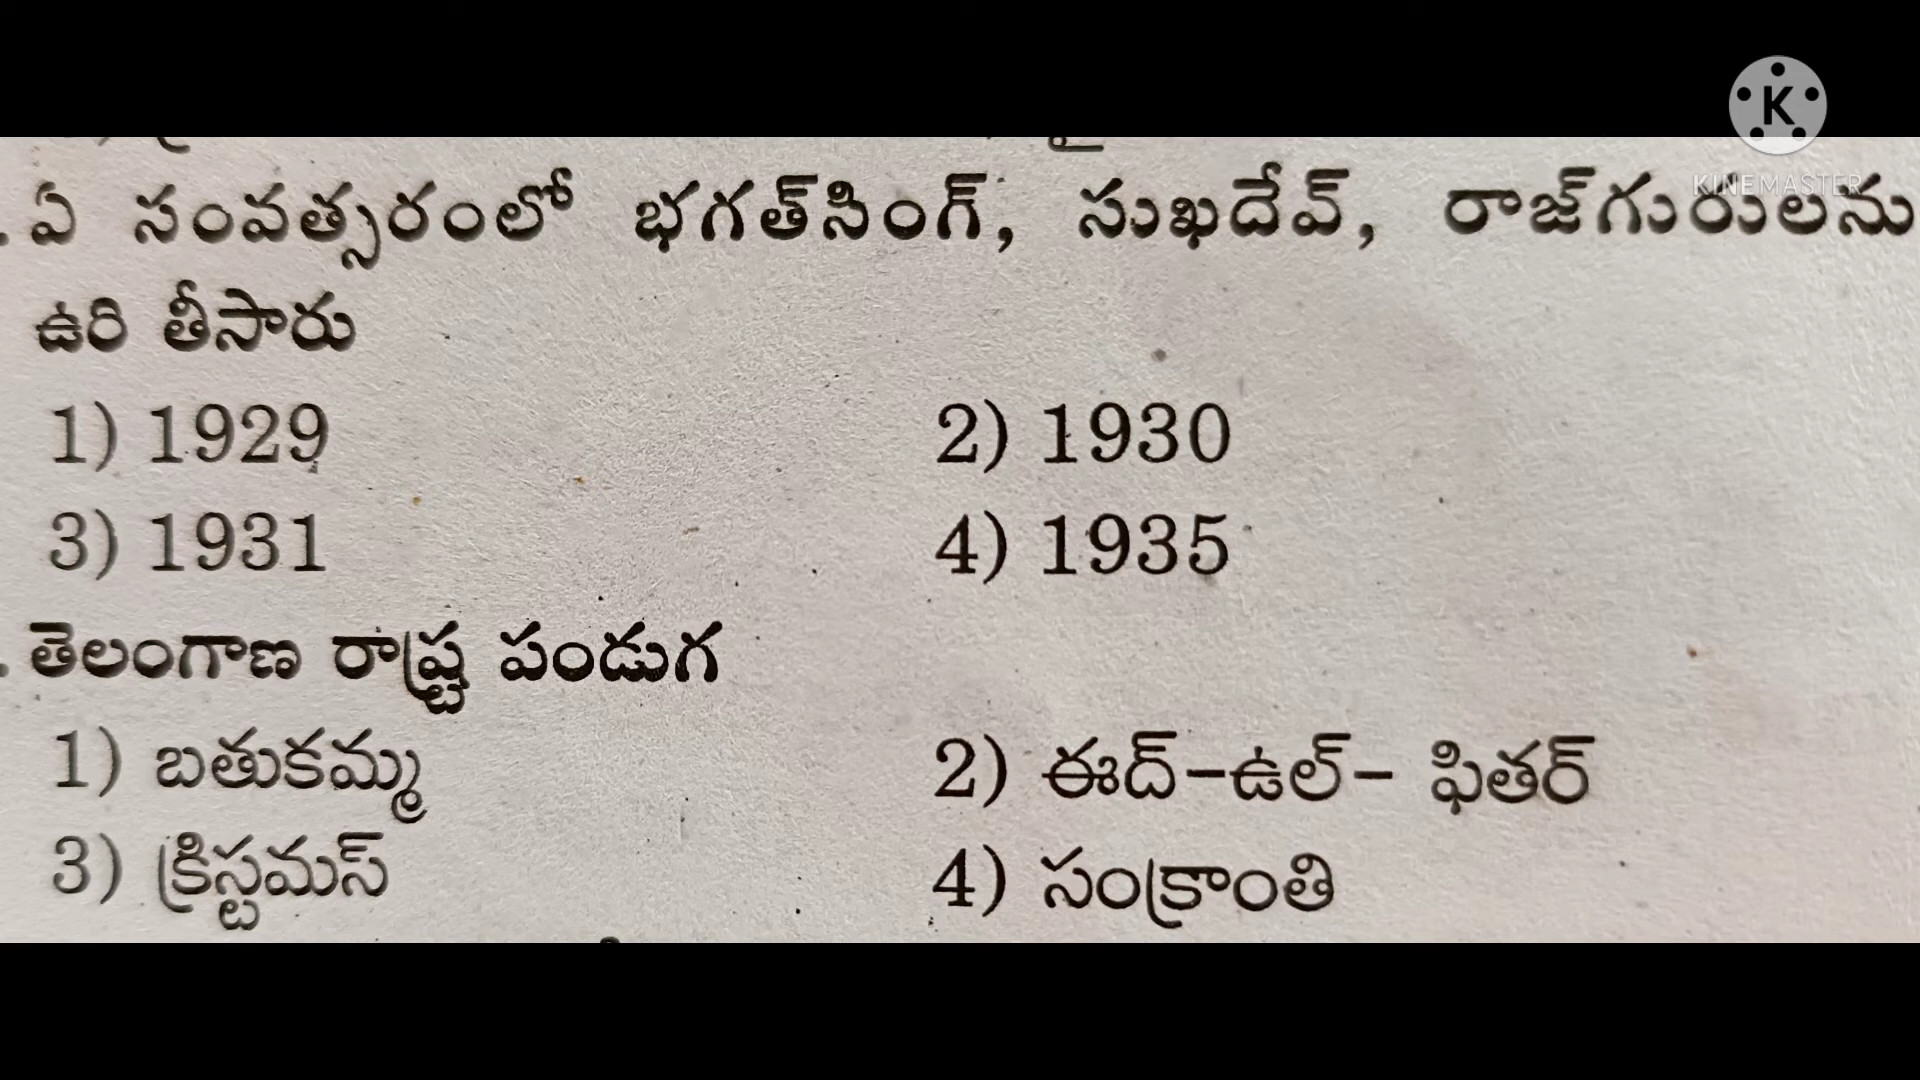 KINEMASTER
.ఏ సంవత్సరంలో భగత్‌సింగ్, సుఖదేవ్, రాజ్‌గురులను
ఉరి తీసారు
1) 1929 2) 1930
3) 1931 4) 1935
.తెలంగాణ రాష్ట్ర పండుగ
1) బతుకమ్మ 2) ఈద్-ఉల్- ఫితర్
3) క్రిస్టమస్ 4) సంక్రాంతి